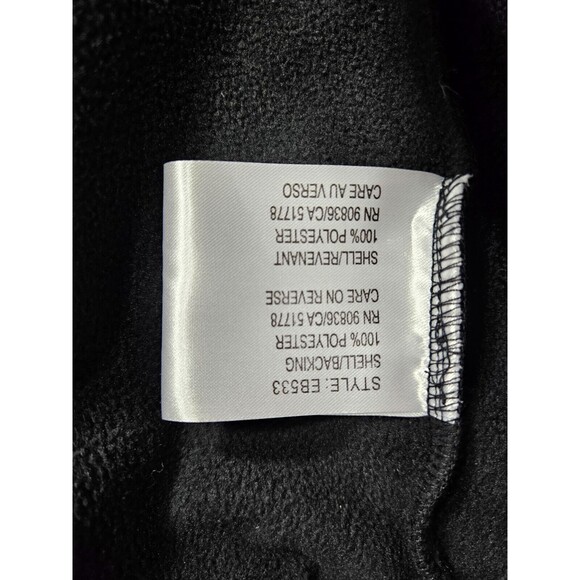 STYLE: EB533
SHELL/BACKING
100% POLYESTER
RN 90836/CA 51778
CARE ON REVERSE
SHELL/REVENANT
100% POLYESTER
RN 90836/CA 51778
CARE AU VERSO